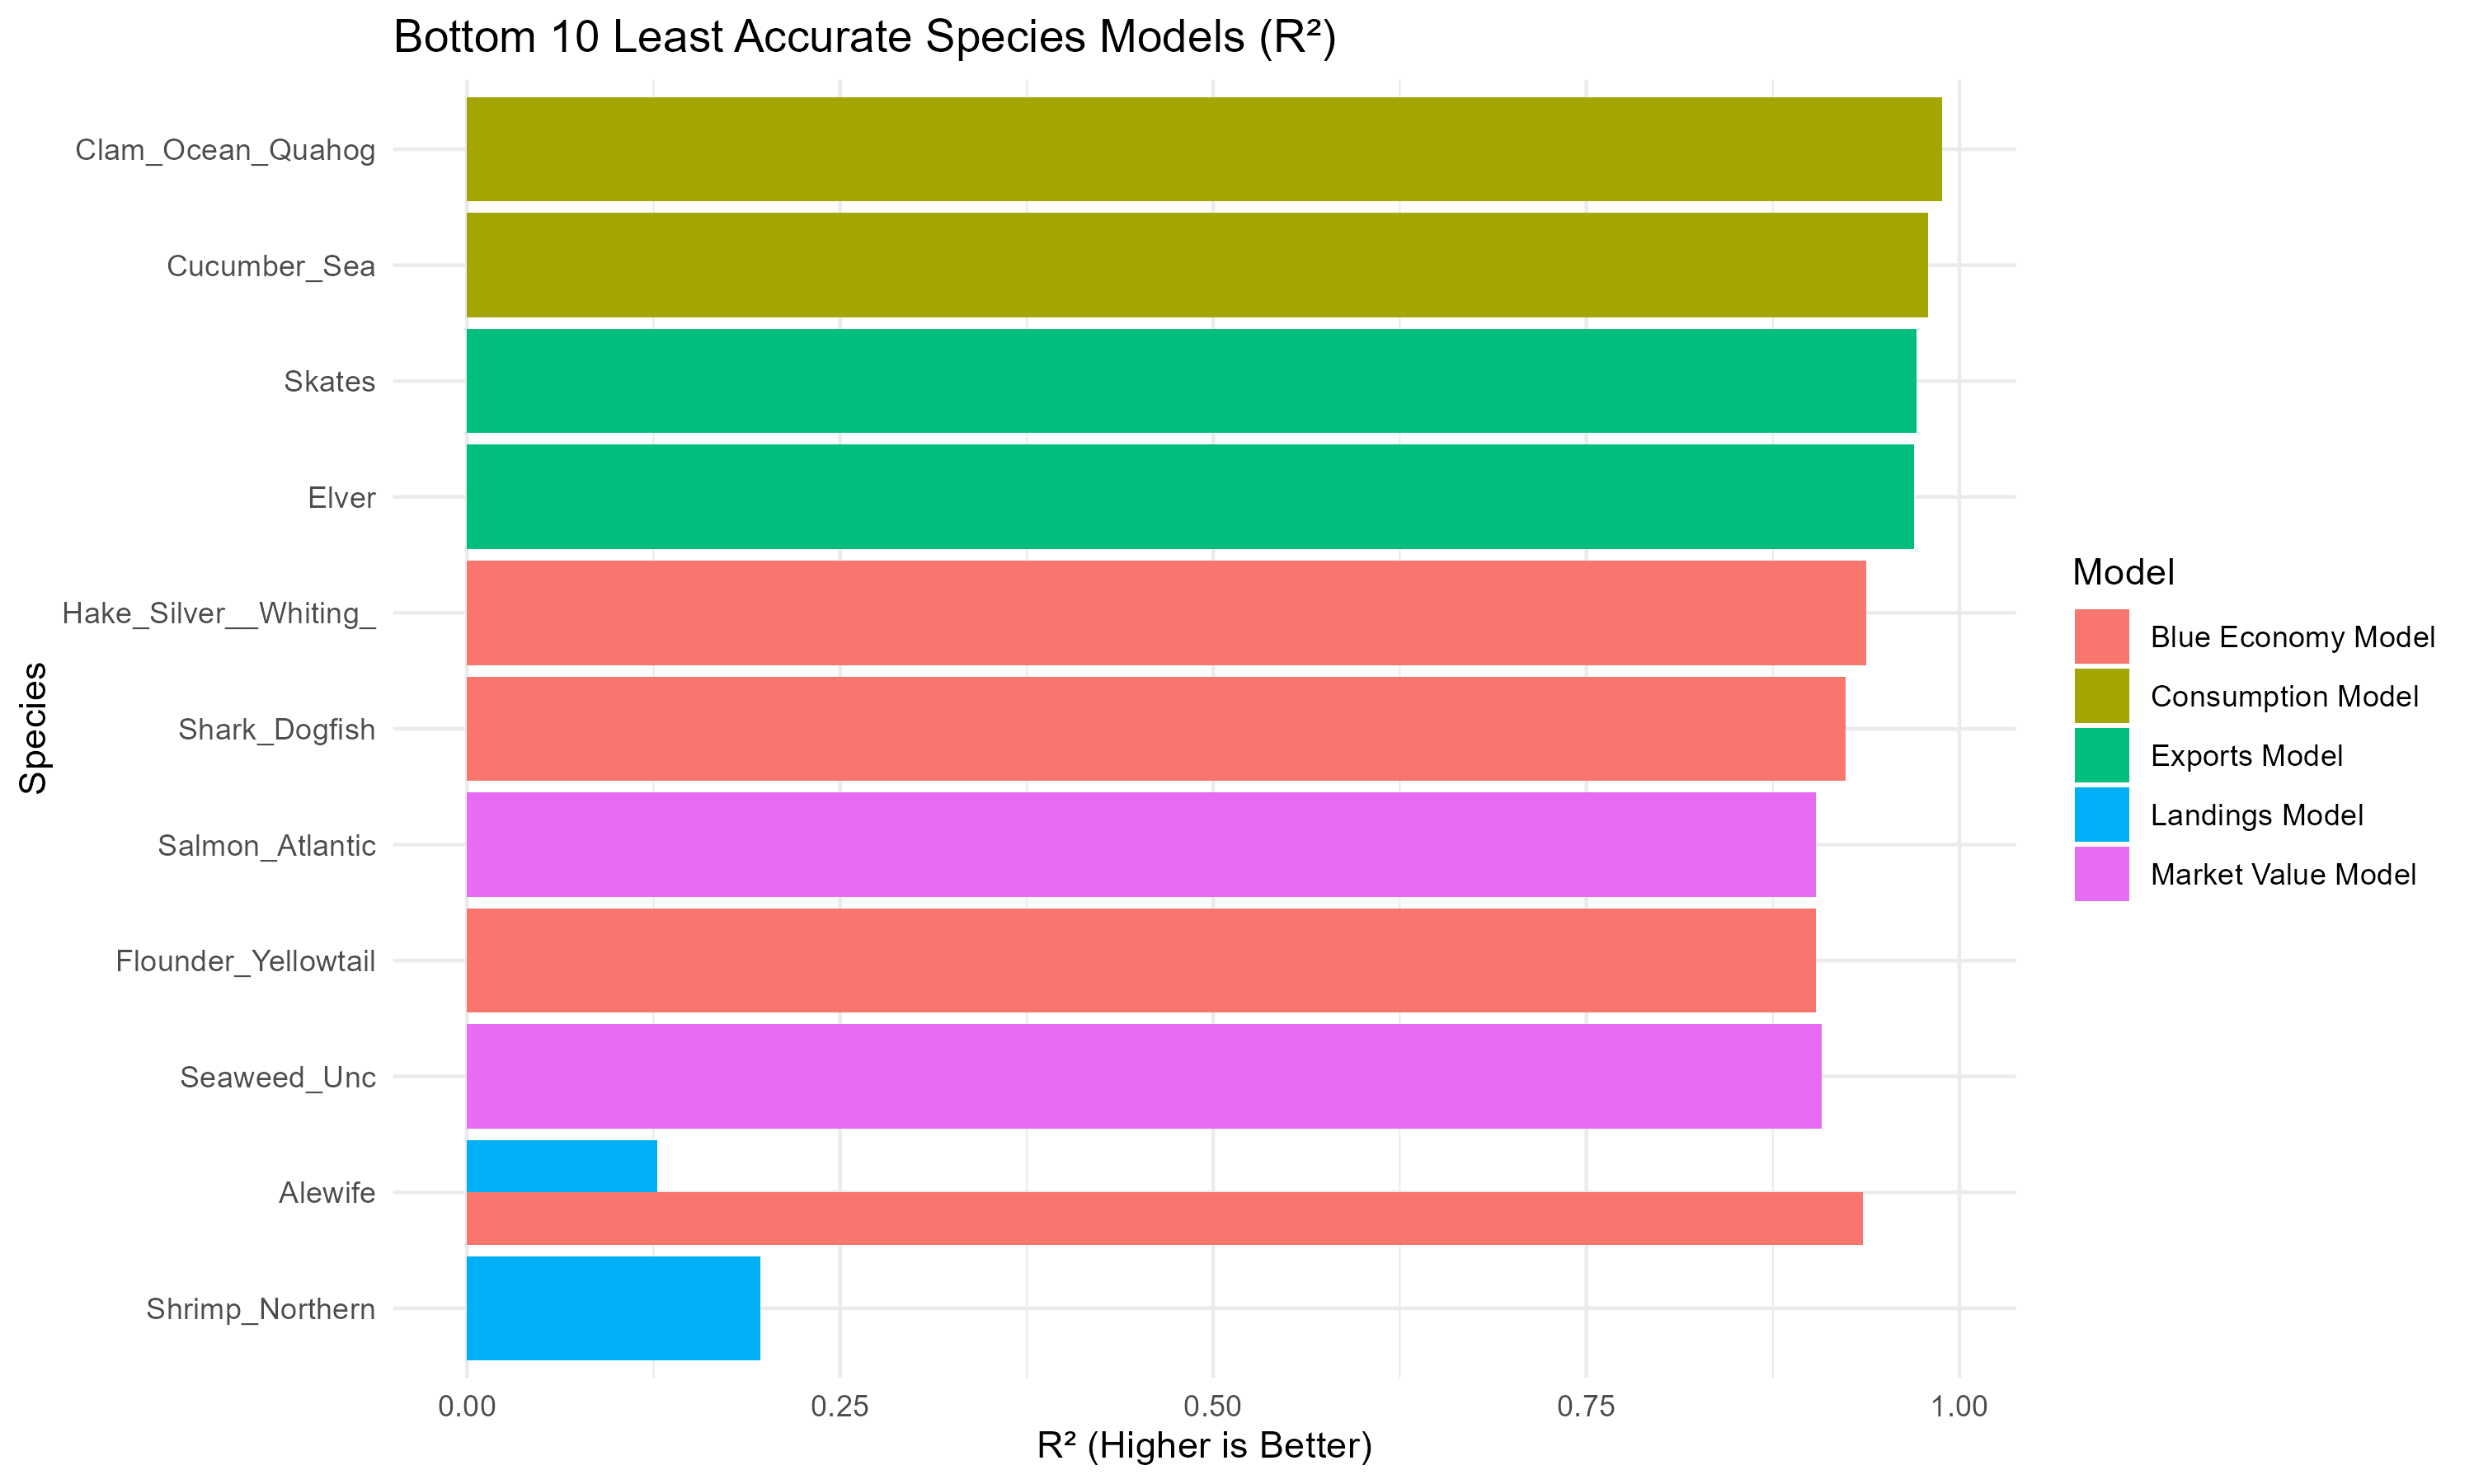 Bottom 10 Least Accurate Species Models (R²)
Clam_Ocean_Quahog
Cucumber_Sea
Skates
Elver
Hake_Silver__Whiting_
Shark_Dogfish
Salmon_Atlantic
Flounder_Yellowtail
Seaweed_Unc
Alewife
Shrimp_Northern
Species
0.00 0.25 0.50 0.75 1.00
R² (Higher is Better)
Model
Blue Economy Model
Consumption Model
Exports Model
Landings Model
Market Value Model